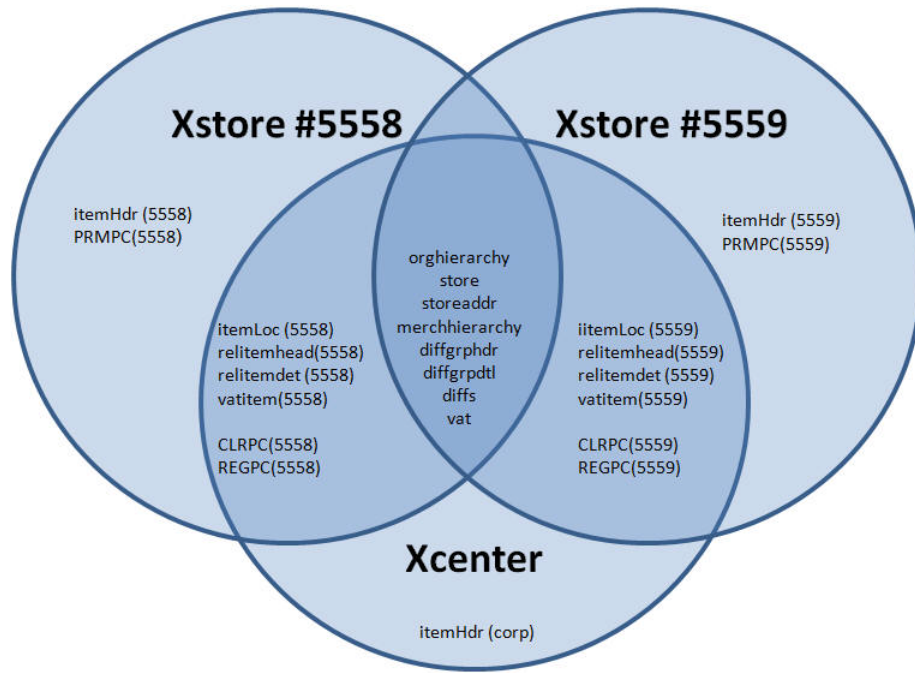 Xstore #5558
Xstore #5559
itemHdr (5558)
PRMPC(5558)
itemHdr (5559)
PRMPC(5559)
orghierarchy
store
storeaddr
merchhierarchy
diffgrphdr
diffgrpdtl
diffs
vat
itemLoc (5558)
relitemhead(5558)
relitemdet (5558)
vatitem(5558)
CLRPC(5558)
REGPC(5558)
iitemLoc (5559)
relitemhead(5559)
relitemdet (5559)
vatitem(5559)
CLRPC(5559)
REGPC(5559)
Xcenter
itemHdr (corp)